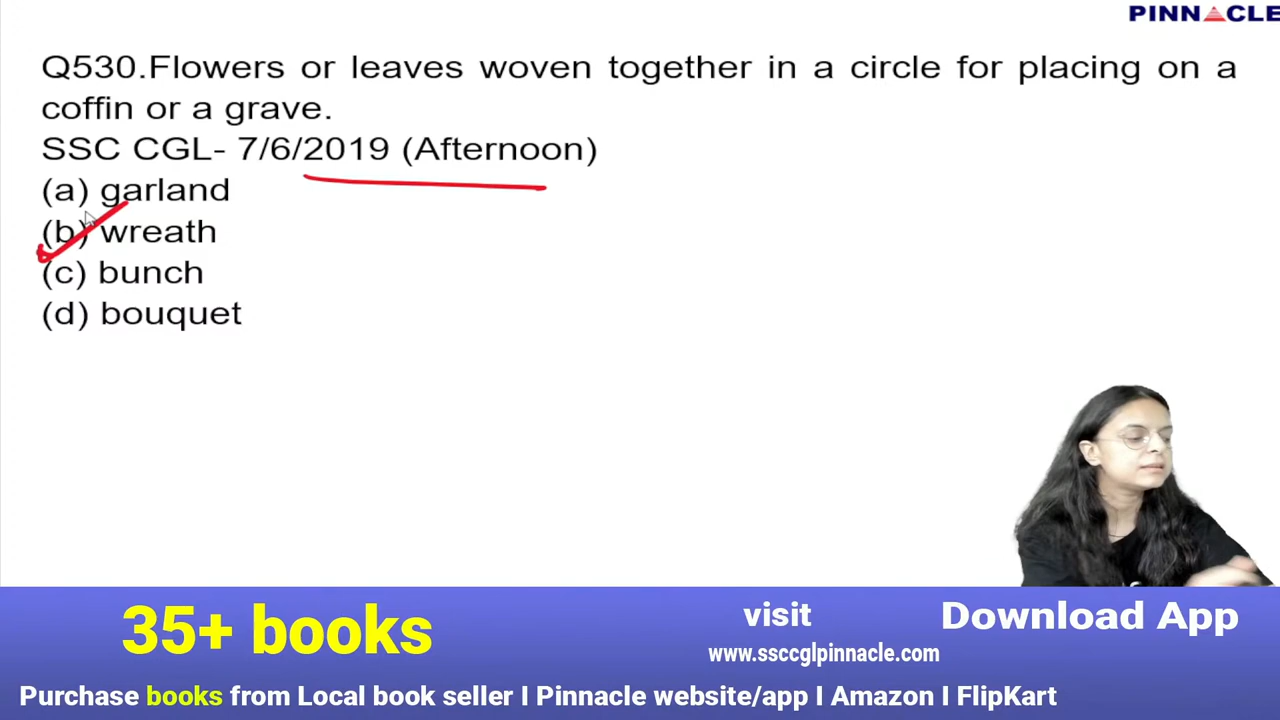 PINNACLE
Q530.Flowers or leaves woven together in a circle for placing on a
coffin or a grave.
SSC CGL- 7/6/2019 (Afternoon)
(a) garland
(b) wreath
(c) bunch
(d) bouquet
35+ books
visit
www.ssccglpinnacle.com
Download App
Purchase books from Local book seller I Pinnacle website/app I Amazon I FlipKart